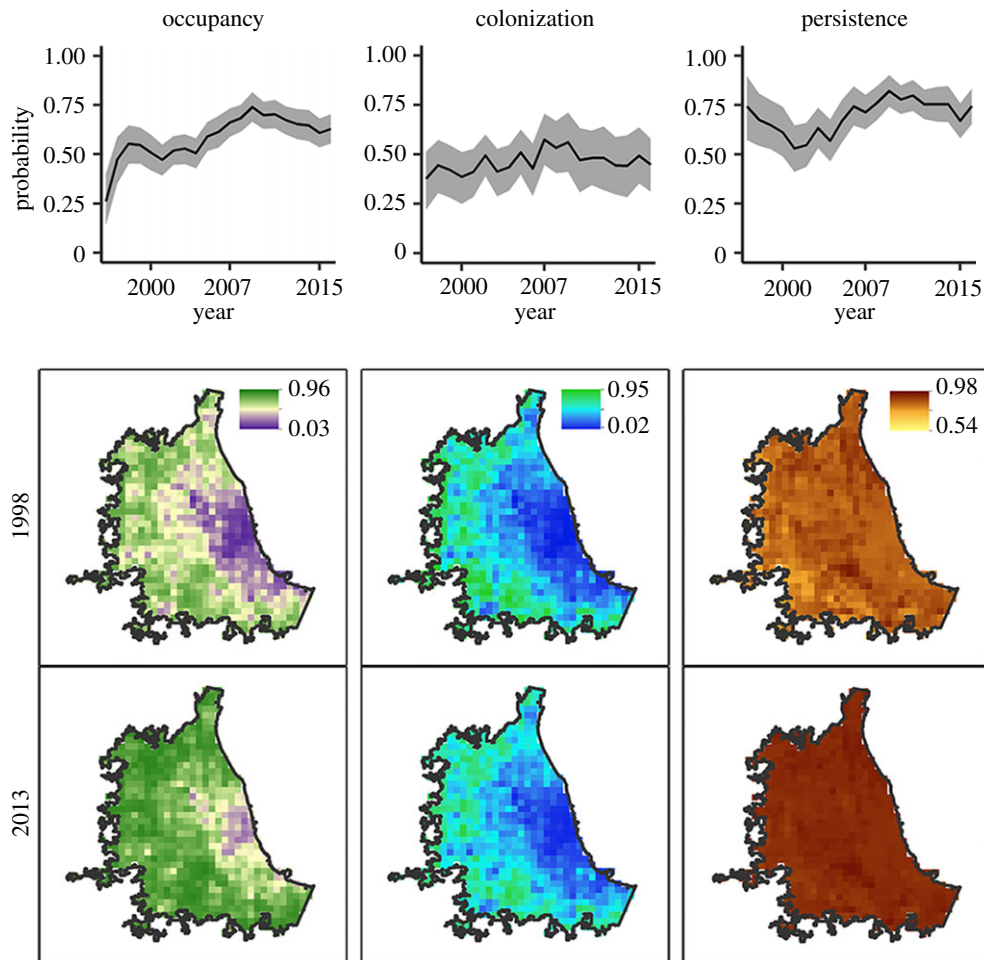 occupancy colonization persistence
1.00 1.00 1.00
0.75 0.75 0.75
0.50 0.50 0.50
0.25 0.25 0.25
0 0 0
probability
2000 2007 2015 2000 2007 2015 2000 2007 2015
year year year
0.96 0.95 0.98
0.03 0.02 0.54
1998
2013